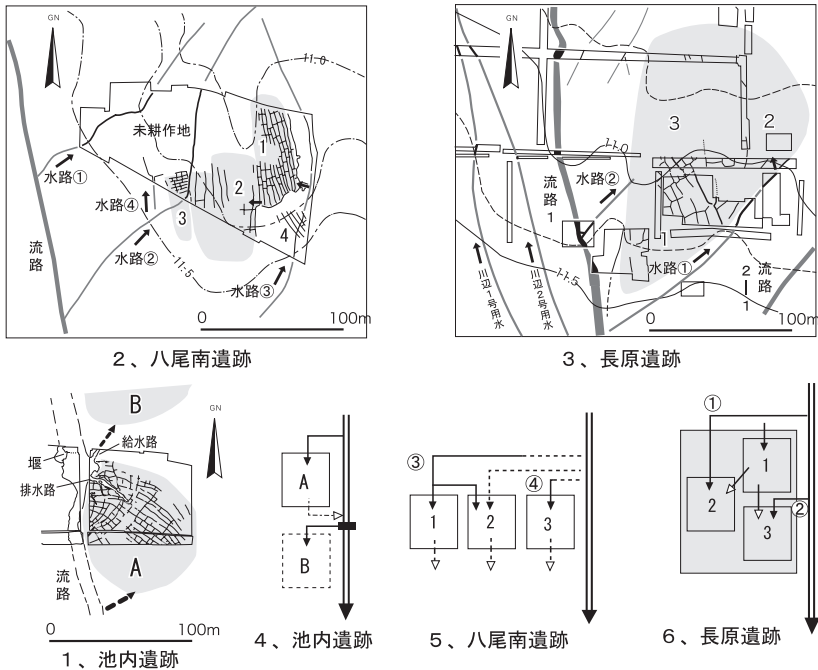 GN
11.0
未耕作地
1
水路①
2
水路④
3
4
流路
水路②
11.5
水路③
0 100m
2、八尾南遺跡
GN
3
2
11.0
流路1
水路②
1
水路①
11.5
川辺1号用水
川辺2号用水
流路2-1
0 100m
3、長原遺跡
B
GN
給水路
堰
排水路
A
流路
0 100m
1、池内遺跡
A
B
4、池内遺跡
③
④
1
2
3
5、八尾南遺跡
①
1
2
②
3
6、長原遺跡